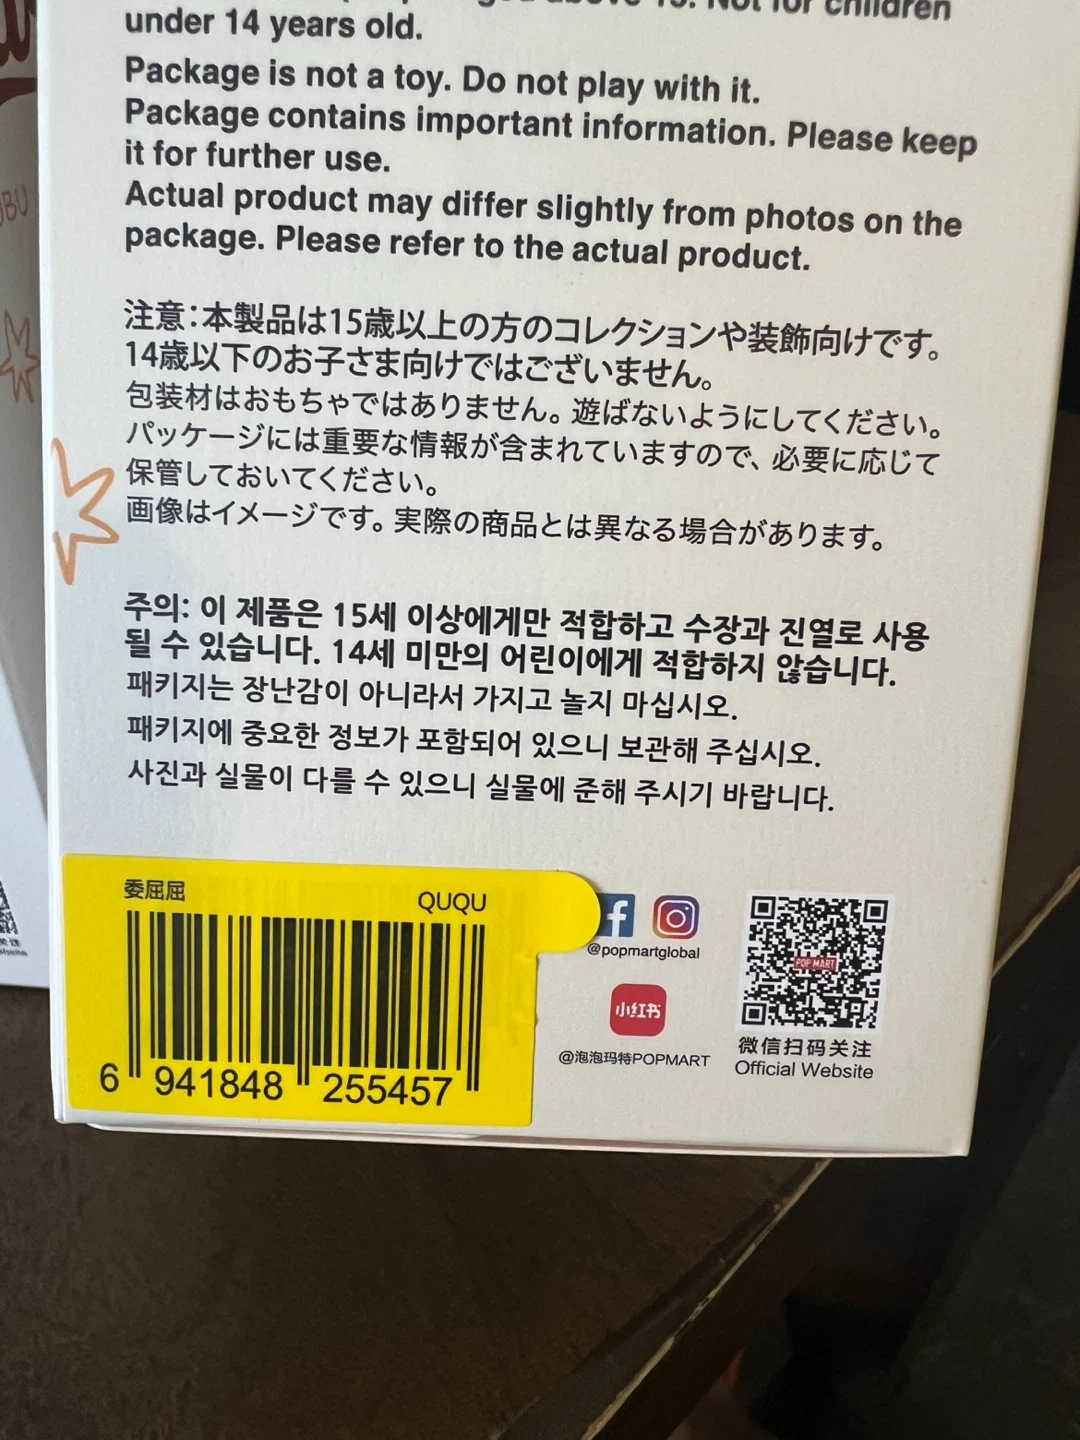 Not for children
under 14 years old.
Package is not a toy. Do not play with it.
Package contains important information. Please keep
it for further use.
Actual product may differ slightly from photos on the
package. Please refer to the actual product.
注意：本製品は15歳以上の方のコレクションや装飾向けです。
14歳以下のお子さま向けではございません。
包装材はおもちゃではありません。遊ばないようにしてください。
パッケージには重要な情報が含まれていますので、必要に応じて
保管しておいてください。
画像はイメージです。実際の商品とは異なる場合があります。
주의: 이 제품은 15세 이상에게만 적합하고 수장과 진열로 사용
될 수 있습니다. 14세 미만의 어린이에게 적합하지 않습니다.
패키지는 장난감이 아니라서 가지고 놀지 마십시오.
패키지에 중요한 정보가 포함되어 있으니 보관해 주십시오.
사진과 실물이 다를 수 있으니 실물에 준해 주시기 바랍니다.
委屈屈 QUQU
6 941848 255457
f
@popmartglobal
小红书
@泡泡玛特POPMART
POP MART
微信扫码关注
Official Website